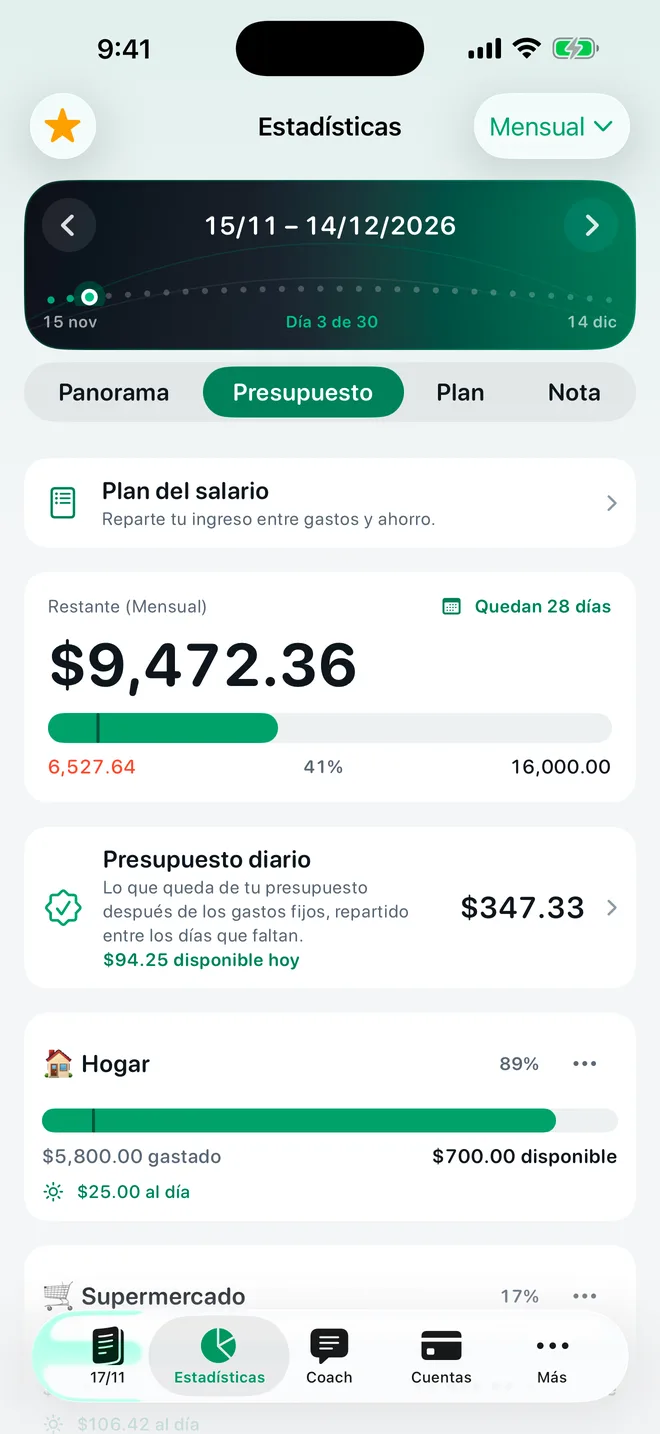 9:41
Estadísticas
Mensual
15/11 – 14/12/2026
15 nov
Día 3 de 30
14 dic
Panorama
Presupuesto
Plan
Nota
Plan del salario
Reparte tu ingreso entre gastos y ahorro.
Restante (Mensual)
Quedan 28 días
$9,472.36
6,527.64
41%
16,000.00
Presupuesto diario
Lo que queda de tu presupuesto
después de los gastos fijos, repartido
entre los días que faltan.
$94.25 disponible hoy
$347.33
Hogar
89%
$5,800.00 gastado
$700.00 disponible
$25.00 al día
Supermercado
17%
17/11
Estadísticas
Coach
Cuentas
Más
$106.42 al día